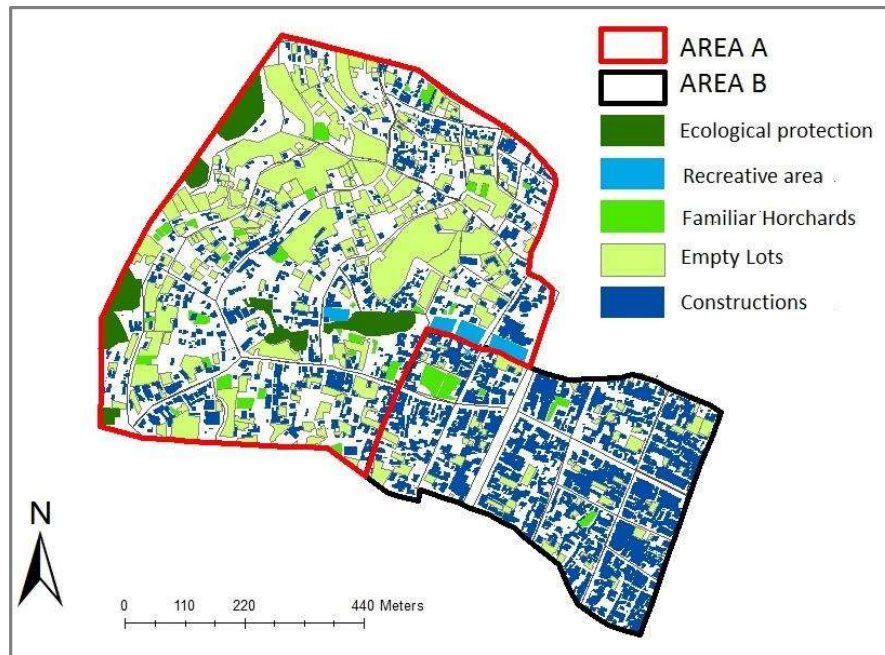 AREA A
AREA B
Ecological protection
Recreative area
Familiar Horchards
Empty Lots
Constructions
N
0 110 220 440 Meters